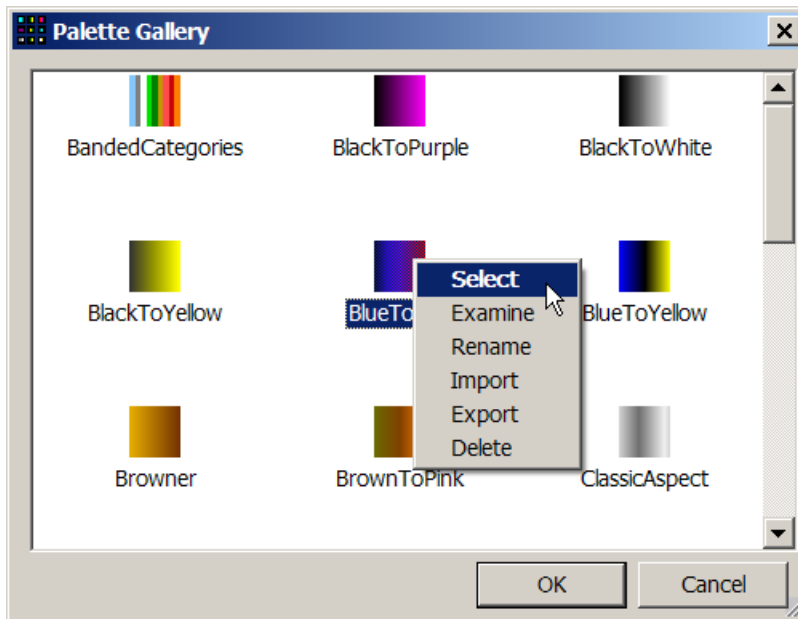 Palette Gallery
BandedCategories
BlackToPurple
BlackToWhite
BlackToYellow
BlueTo
BlueToYellow
Select
Examine
Rename
Import
Export
Delete
Browner
BrownToPink
ClassicAspect
OK
Cancel